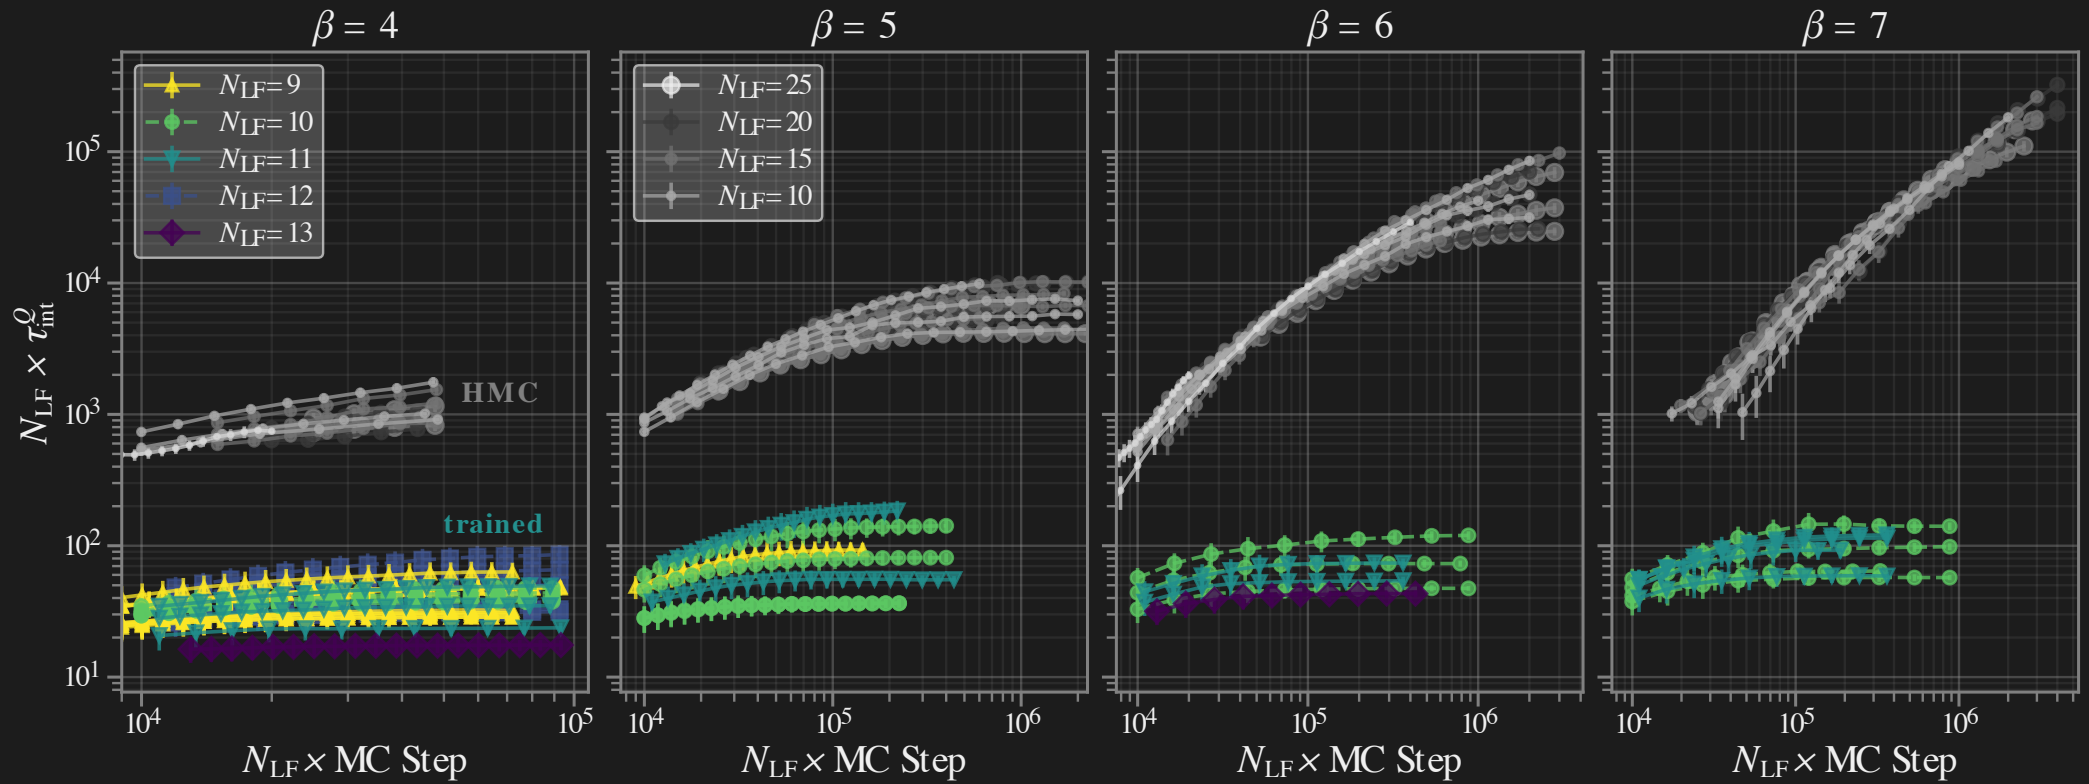 β = 4
β = 5
β = 6
β = 7
N_LF=9
N_LF=10
N_LF=11
N_LF=12
N_LF=13
N_LF=25
N_LF=20
N_LF=15
N_LF=10
HMC
trained
N_LF × τ^Q_int
10^5
10^4
10^3
10^2
10^1
10^4 10^5
10^4 10^5 10^6
10^4 10^5 10^6
10^4 10^5 10^6
N_LF × MC Step
N_LF × MC Step
N_LF × MC Step
N_LF × MC Step